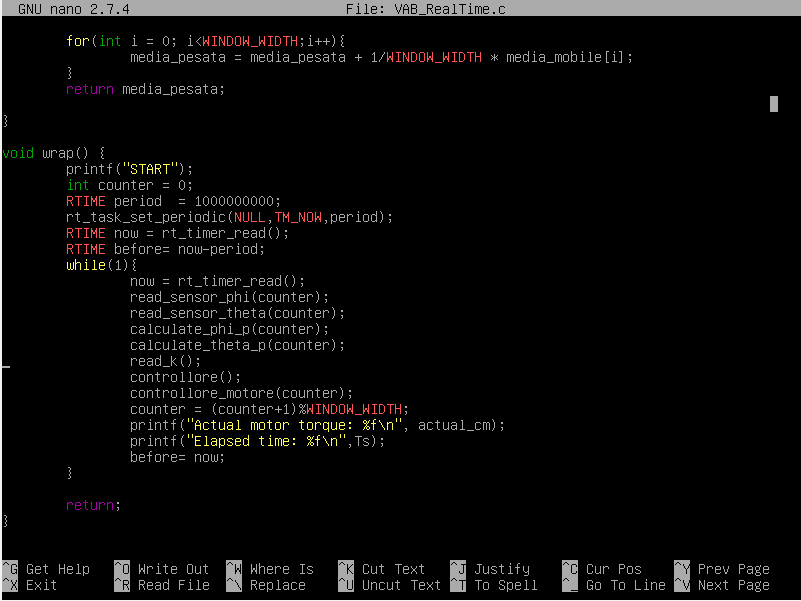 GNU nano 2.7.4 File: VAB_RealTime.c
for(int i = 0; i<WINDOW_WIDTH;i++){
media_pesata = media_pesata + 1/WINDOW_WIDTH * media_mobile[i];
}
return media_pesata;
}
void wrap() {
printf("START");
int counter = 0;
RTIME period  = 1000000000;
rt_task_set_periodic(NULL,TM_NOW,period);
RTIME now = rt_timer_read();
RTIME before= now-period;
while(1){
now = rt_timer_read();
read_sensor_phi(counter);
read_sensor_theta(counter);
calculate_phi_p(counter);
calculate_theta_p(counter);
read_k();
controllore();
controllore_motore(counter);
counter = (counter+1)%WINDOW_WIDTH;
printf("Actual motor torque: %f\n", actual_cm);
printf("Elapsed time: %f\n",Ts);
before= now;
}
return;
}
^G Get Help ^O Write Out ^W Where Is ^K Cut Text ^J Justify ^C Cur Pos ^Y Prev Page
^X Exit ^R Read File ^\ Replace ^U Uncut Text ^T To Spell ^_ Go To Line ^V Next Page